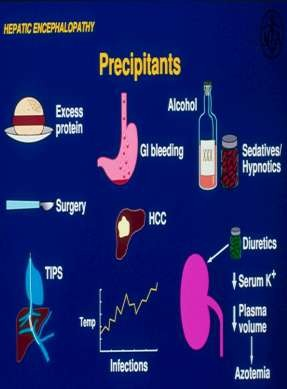 HEPATIC ENCEPHALOPATHY
Precipitants
Excess
protein
GI bleeding
Alcohol
XXX
Sedatives/
Hypnotics
Surgery
HCC
TIPS
Temp
Infections
Diuretics
↓ Serum K⁺
↓ Plasma
volume
Azotemia